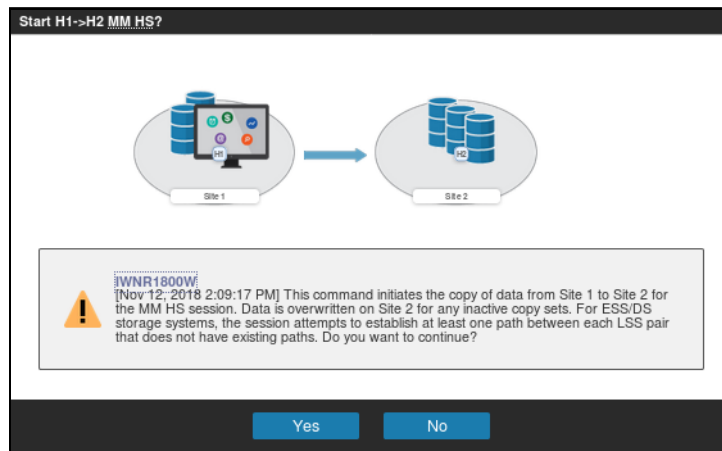 Start H1->H2 MM HS?
H1
H2
Site 1
Site 2
IWNR1800W
[Nov 12, 2018 2:09:17 PM] This command initiates the copy of data from Site 1 to Site 2 for
the MM HS session. Data is overwritten on Site 2 for any inactive copy sets. For ESS/DS
storage systems, the session attempts to establish at least one path between each LSS pair
that does not have existing paths. Do you want to continue?
Yes
No